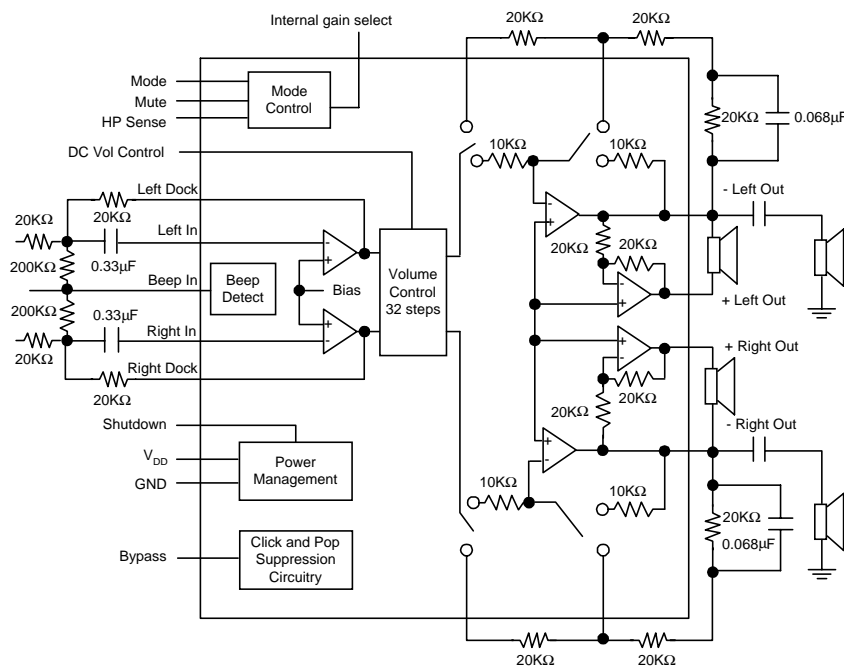 Internal gain select
20KΩ
20KΩ
Mode
Mute
HP Sense
Mode
Control
20KΩ
0.068µF
DC Vol Control
10KΩ
10KΩ
Left Dock
- Left Out
20KΩ
20KΩ
Left In
0.33µF
200KΩ
Beep In
Beep
Detect
Bias
Volume
Control
32 steps
20KΩ
20KΩ
+ Left Out
200KΩ
0.33µF
Right In
20KΩ
Right Dock
20KΩ
+ Right Out
20KΩ
20KΩ
- Right Out
Shutdown
VDD
GND
Power
Management
10KΩ
10KΩ
20KΩ
0.068µF
Bypass
Click and Pop
Suppression
Circuitry
20KΩ
20KΩ
- +
+ -
- +
- +
+ -
+ -